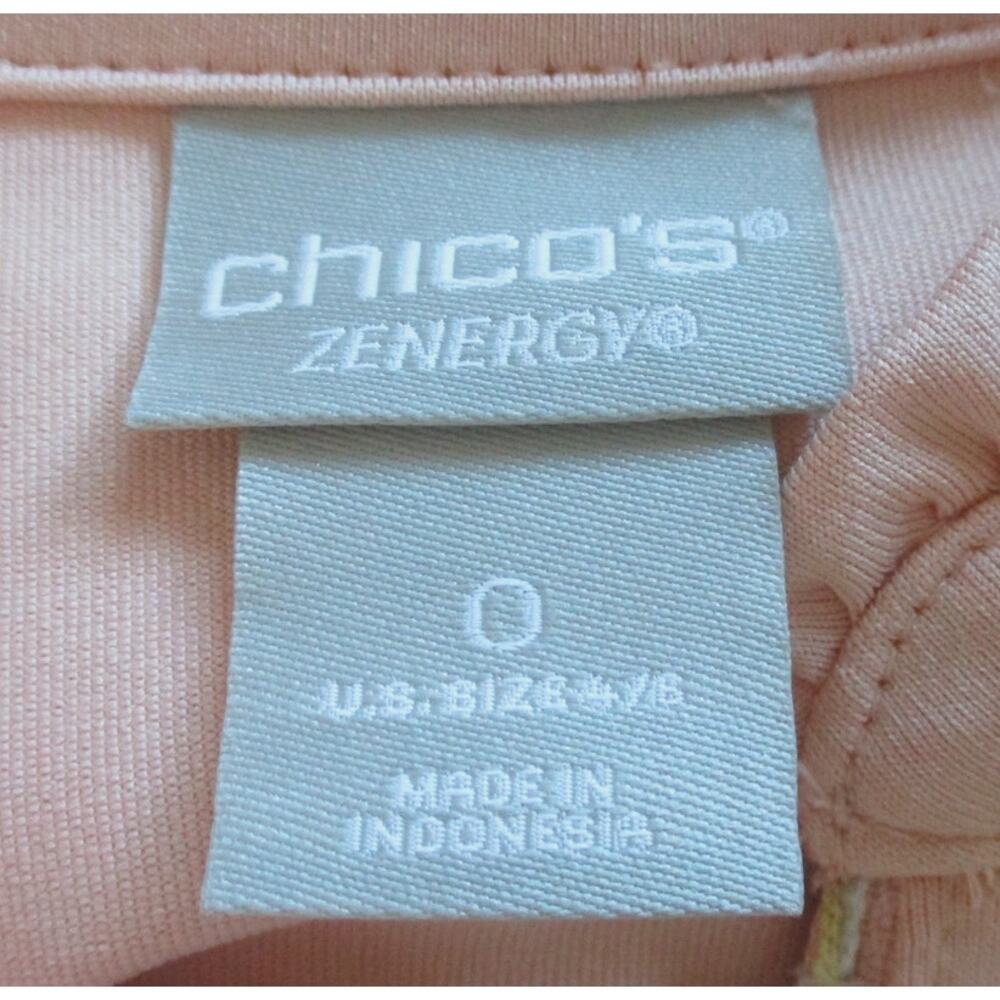 chico's®
ZENERGY®
0
U.S. SIZE 4/6
MADE IN
INDONESIA